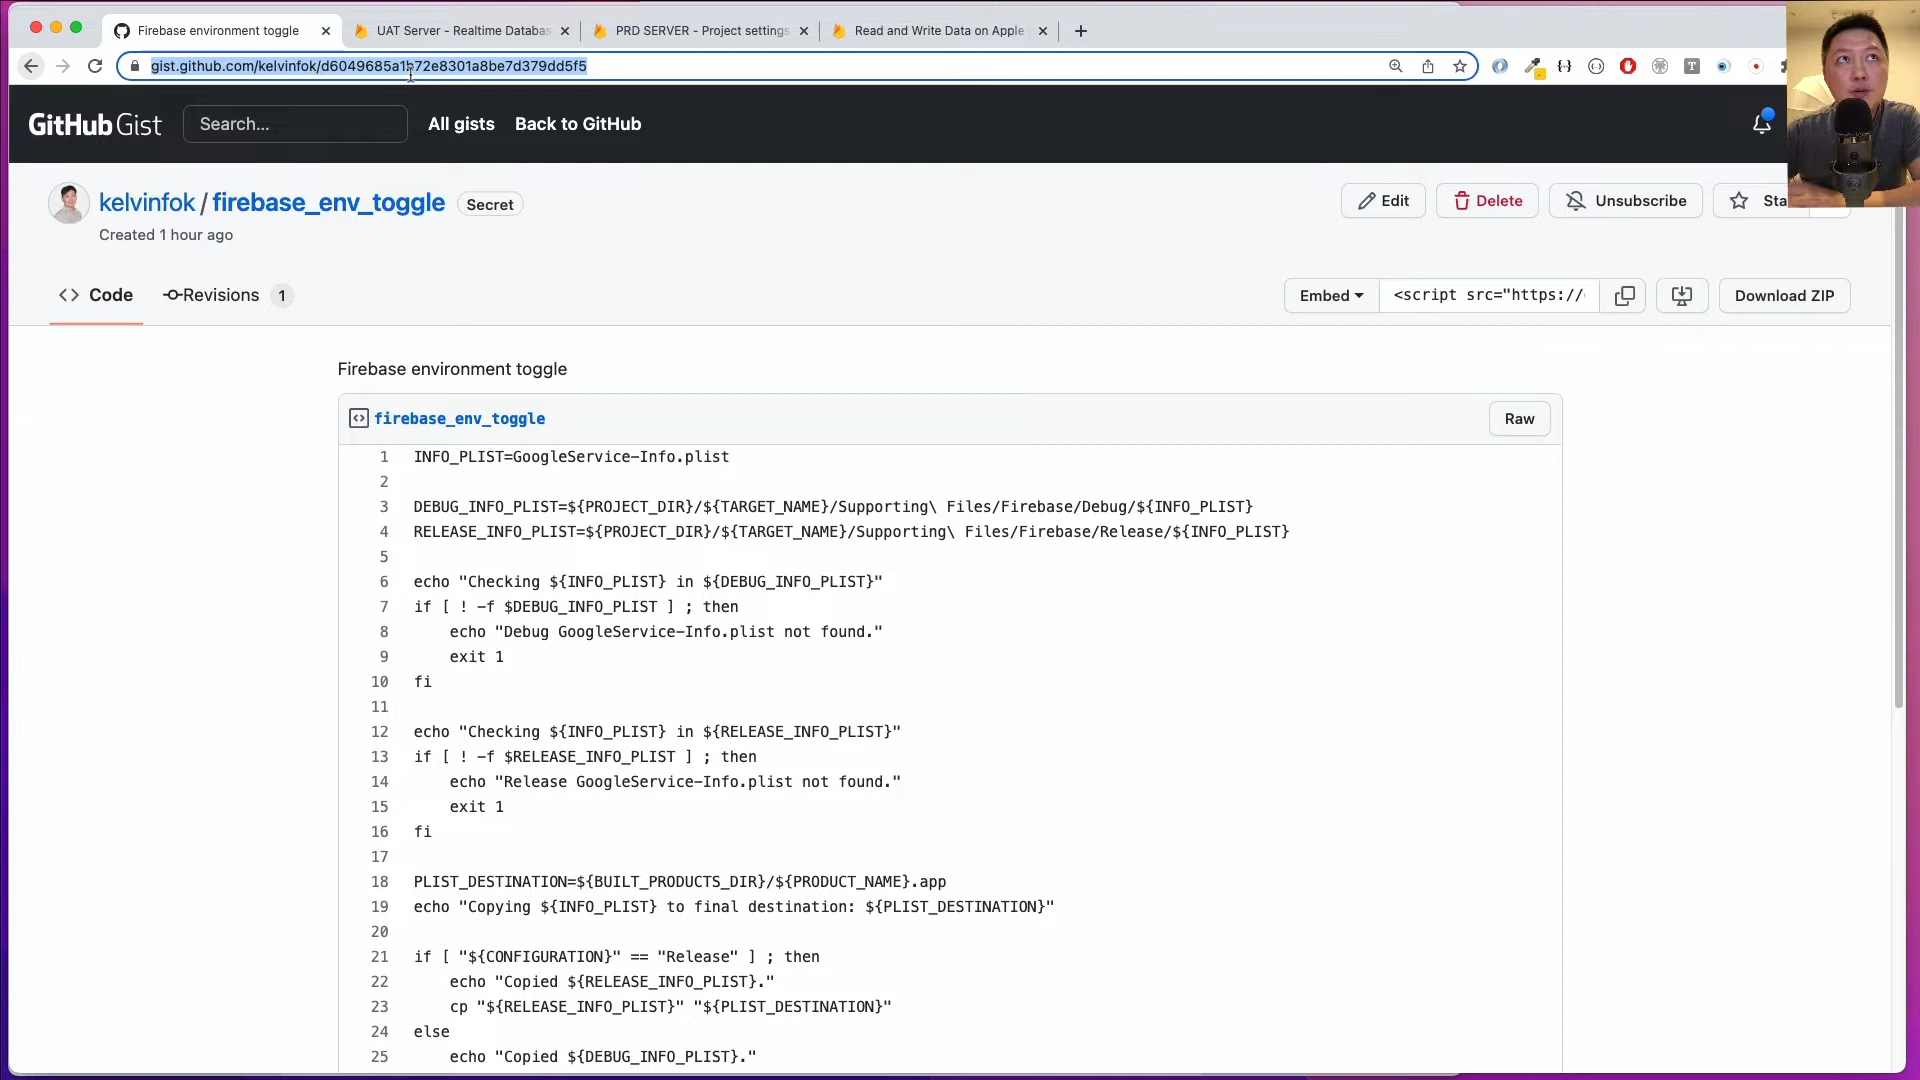 Firebase environment toggle
UAT Server - Realtime Databas
PRD SERVER - Project settings
Read and Write Data on Apple
gist.github.com/kelvinfok/d6049685a1b72e8301a8be7d379dd5f5
GitHub Gist
Search...
All gists
Back to GitHub
kelvinfok / firebase_env_toggle
Secret
Edit
Delete
Unsubscribe
Sta
Created 1 hour ago
Code
Revisions 1
Embed
<script src="https://
Download ZIP
Firebase environment toggle
firebase_env_toggle
Raw
1 INFO_PLIST=GoogleService-Info.plist
2
3 DEBUG_INFO_PLIST=${PROJECT_DIR}/${TARGET_NAME}/Supporting\ Files/Firebase/Debug/${INFO_PLIST}
4 RELEASE_INFO_PLIST=${PROJECT_DIR}/${TARGET_NAME}/Supporting\ Files/Firebase/Release/${INFO_PLIST}
5
6 echo "Checking ${INFO_PLIST} in ${DEBUG_INFO_PLIST}"
7 if [ ! -f $DEBUG_INFO_PLIST ] ; then
8     echo "Debug GoogleService-Info.plist not found."
9     exit 1
10 fi
11
12 echo "Checking ${INFO_PLIST} in ${RELEASE_INFO_PLIST}"
13 if [ ! -f $RELEASE_INFO_PLIST ] ; then
14     echo "Release GoogleService-Info.plist not found."
15     exit 1
16 fi
17
18 PLIST_DESTINATION=${BUILT_PRODUCTS_DIR}/${PRODUCT_NAME}.app
19 echo "Copying ${INFO_PLIST} to final destination: ${PLIST_DESTINATION}"
20
21 if [ "${CONFIGURATION}" == "Release" ] ; then
22     echo "Copied ${RELEASE_INFO_PLIST}."
23     cp "${RELEASE_INFO_PLIST}" "${PLIST_DESTINATION}"
24 else
25     echo "Copied ${DEBUG_INFO_PLIST}."